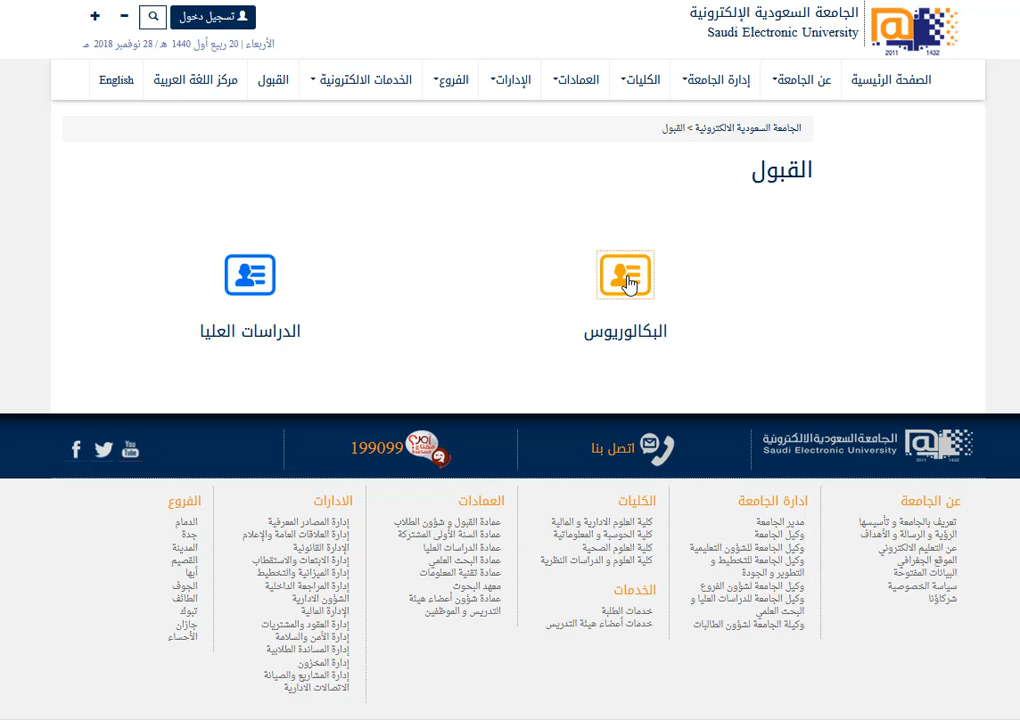 الجامعة السعودية الإلكترونية
Saudi Electronic University
2011 1432
تسجيل دخول
الأربعاء | 20 ربيع أول 1440 هـ / 28 نوفمبر 2018 مـ
الصفحة الرئيسية
عن الجامعة
إدارة الجامعة
الكليات
العمادات
الإدارات
الفروع
الخدمات الالكترونية
القبول
مركز اللغة العربية
English
الجامعة السعودية الالكترونية > القبول
القبول
البكالوريوس
الدراسات العليا
الجامعة السعودية الالكترونية
Saudi Electronic University
2011 1432
اتصل بنا
199099
You Tube
عن الجامعة
تعريف بالجامعة و تأسيسها
الرؤية و الرسالة و الأهداف
عن التعليم الالكتروني
الموقع الجغرافي
البيانات المفتوحة
سياسة الخصوصية
شركاؤنا
ادارة الجامعة
مدير الجامعة
وكيل الجامعة
وكيل الجامعة للشؤون التعليمية
وكيل الجامعة للتخطيط و
التطوير و الجودة
وكيل الجامعة لشؤون الفروع
وكيل الجامعة للدراسات العليا و
البحث العلمي
وكيلة الجامعة لشؤون الطالبات
الكليات
كلية العلوم الادارية و المالية
كلية الحوسبة و المعلوماتية
كلية العلوم الصحية
كلية العلوم و الدراسات النظرية
الخدمات
خدمات الطلبة
خدمات أعضاء هيئة التدريس
العمادات
عمادة القبول و شؤون الطلاب
عمادة السنة الأولى المشتركة
عمادة الدراسات العليا
عمادة البحث العلمي
عمادة تقنية المعلومات
معهد البحوث
عمادة شؤون أعضاء هيئة
التدريس و الموظفين
الادارات
إدارة المصادر المعرفية
إدارة العلاقات العامة والإعلام
الإدارة القانونية
إدارة الابتعاث والاستقطاب
إدارة الميزانية والتخطيط
إدارة المراجعة الداخلية
الشؤون الادارية
الإدارة المالية
إدارة العقود والمشتريات
إدارة الأمن والسلامة
إدارة المساندة الطلابية
إدارة المخزون
إدارة المشاريع والصيانة
الاتصالات الادارية
الفروع
الدمام
جدة
المدينة
القصيم
أبها
الجوف
الطائف
تبوك
جازان
الأحساء